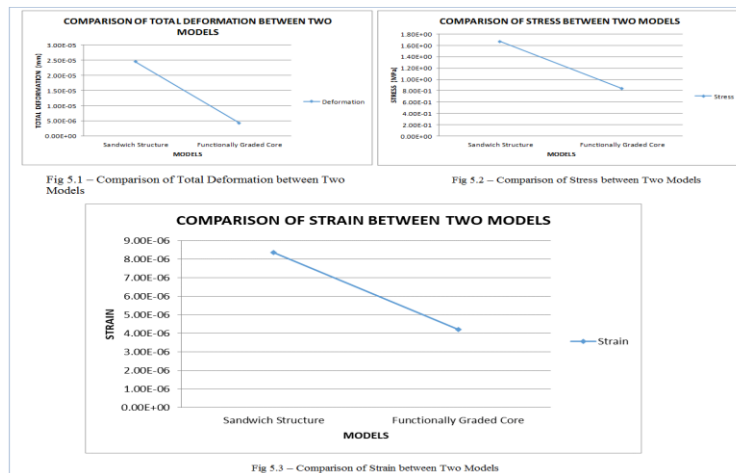 COMPARISON OF TOTAL DEFORMATION BETWEEN TWO
MODELS
TOTAL DEFORMATION [mm]
3.00E-05
2.50E-05
2.00E-05
1.50E-05
1.00E-05
5.00E-06
0.00E+00
Deformation
Sandwich Structure Functionally Graded Core
MODELS
Fig 5.1 – Comparison of Total Deformation between Two
Models
COMPARISON OF STRESS BETWEEN TWO MODELS
STRESS [MPa]
1.80E+00
1.60E+00
1.40E+00
1.20E+00
1.00E+00
8.00E-01
6.00E-01
4.00E-01
2.00E-01
0.00E+00
Stress
Sandwich Structure Functionally Graded Core
MODELS
Fig 5.2 – Comparison of Stress between Two Models
COMPARISON OF STRAIN BETWEEN TWO MODELS
STRAIN
9.00E-06
8.00E-06
7.00E-06
6.00E-06
5.00E-06
4.00E-06
3.00E-06
2.00E-06
1.00E-06
0.00E+00
Strain
Sandwich Structure Functionally Graded Core
MODELS
Fig 5.3 – Comparison of Strain between Two Models